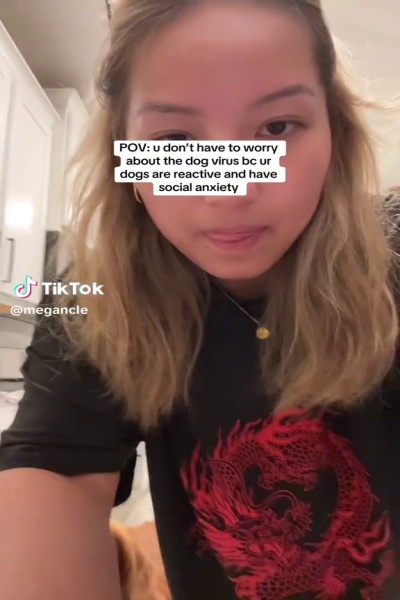 POV: u don't have to worry
about the dog virus bc ur
dogs are reactive and have
social anxiety
TikTok
@megancle